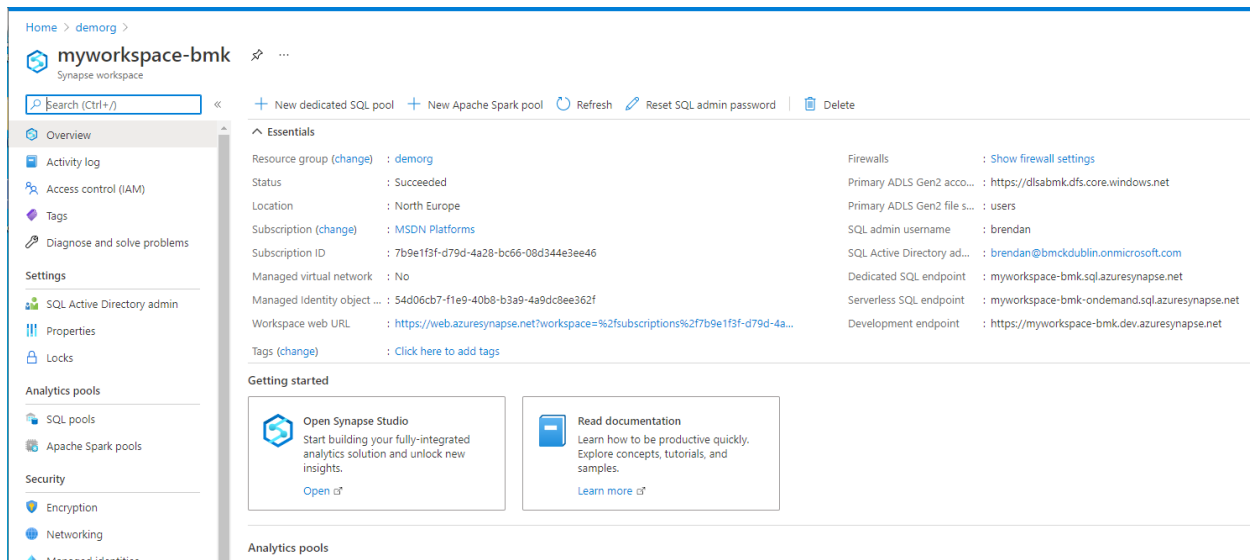 Home > demorg >
myworkspace-bmk ...
Synapse workspace
Search (Ctrl+/)
«
Overview
Activity log
Access control (IAM)
Tags
Diagnose and solve problems
Settings
SQL Active Directory admin
Properties
Locks
Analytics pools
SQL pools
Apache Spark pools
Security
Encryption
Networking
Managed identities
New dedicated SQL pool
New Apache Spark pool
Refresh
Reset SQL admin password
Delete
Essentials
Resource group (change) : demorg
Status : Succeeded
Location : North Europe
Subscription (change) : MSDN Platforms
Subscription ID : 7b9e1f3f-d79d-4a28-bc66-08d344e3ee46
Managed virtual network : No
Managed Identity object ... : 54d06cb7-f1e9-40b8-b3a9-4a9dc8ee362f
Workspace web URL : https://web.azuresynapse.net?workspace=%2fsubscriptions%2f7b9e1f3f-d79d-4a...
Tags (change) : Click here to add tags
Firewalls : Show firewall settings
Primary ADLS Gen2 acco... : https://dlsabmk.dfs.core.windows.net
Primary ADLS Gen2 file s... : users
SQL admin username : brendan
SQL Active Directory ad... : brendan@bmckdublin.onmicrosoft.com
Dedicated SQL endpoint : myworkspace-bmk.sql.azuresynapse.net
Serverless SQL endpoint : myworkspace-bmk-ondemand.sql.azuresynapse.net
Development endpoint : https://myworkspace-bmk.dev.azuresynapse.net
Getting started
Open Synapse Studio
Start building your fully-integrated
analytics solution and unlock new
insights.
Open
Read documentation
Learn how to be productive quickly.
Explore concepts, tutorials, and
samples.
Learn more
Analytics pools